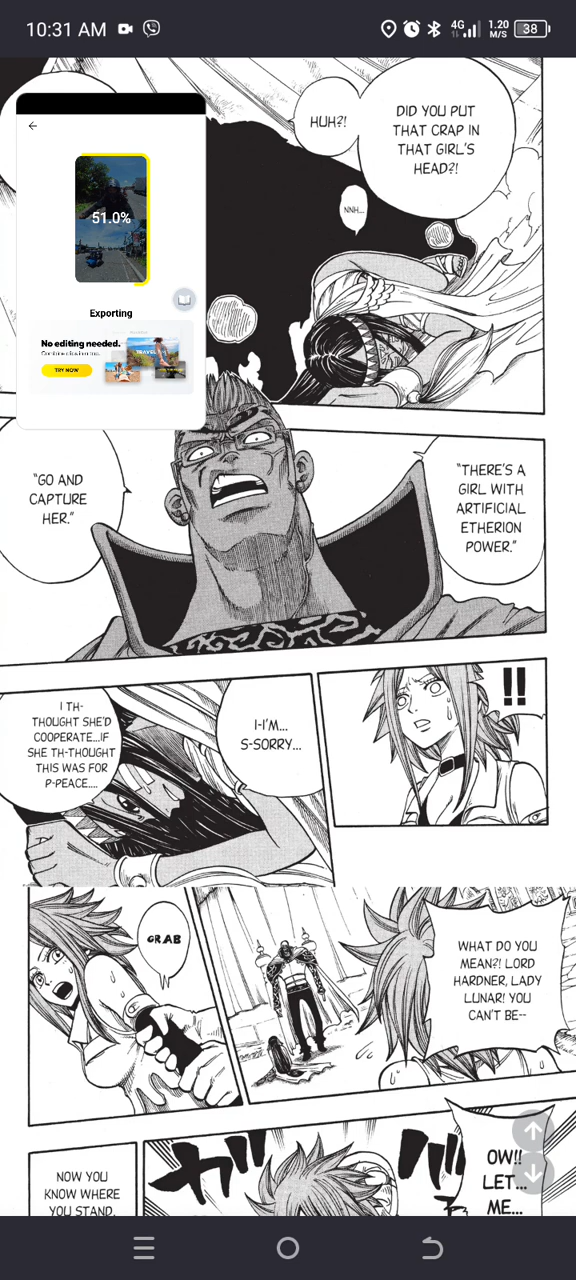 10:31 AM
4G
1.20
M/S
38
HUH?!
DID YOU PUT
THAT CRAP IN
THAT GIRL'S
HEAD?!
NNH...
51.0%
Exporting
No editing needed.
TRAVEL
TRY NOW
"GO AND
CAPTURE
HER."
"THERE'S A
GIRL WITH
ARTIFICIAL
ETHERION
POWER."
I TH-
THOUGHT SHE'D
COOPERATE...IF
SHE TH-THOUGHT
THIS WAS FOR
P-PEACE....
I-I'M...
S-SORRY...
!!
GRAB
WHAT DO YOU
MEAN?! LORD
HARDNER, LADY
LUNAR! YOU
CAN'T BE--
NOW YOU
KNOW WHERE
YOU STAND.
OW!!
LET...
ME...